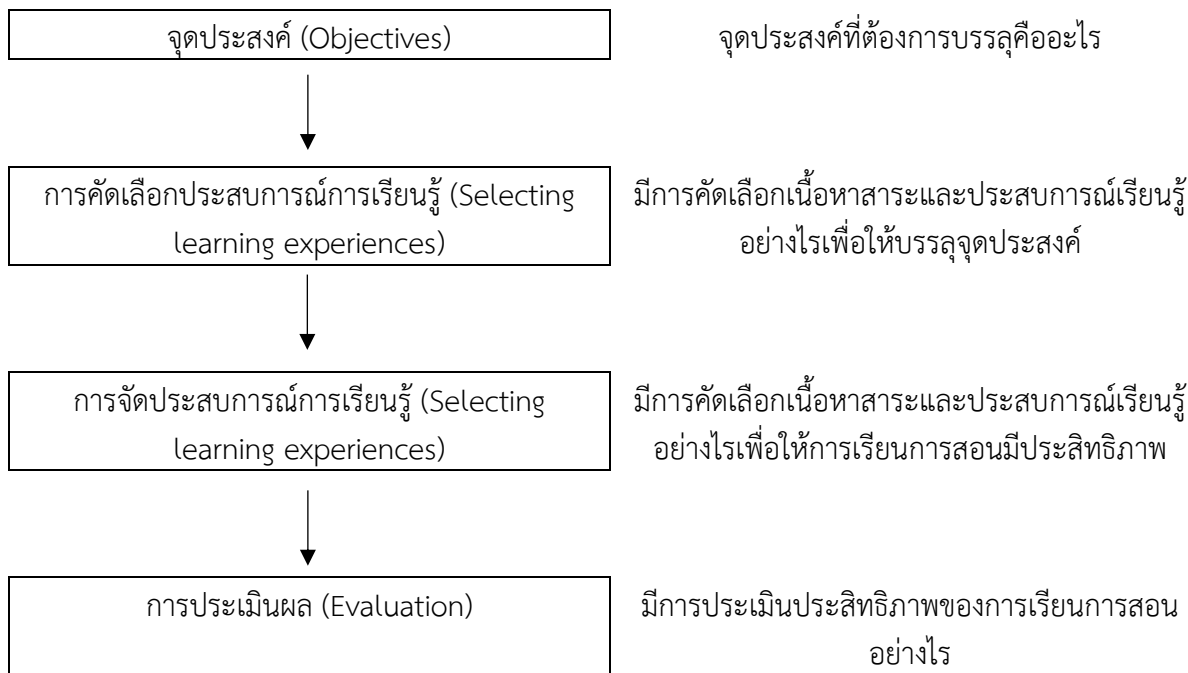 จุดประสงค์ (Objectives)
จุดประสงค์ที่ต้องการบรรลุคืออะไร
การคัดเลือกประสบการณ์การเรียนรู้ (Selecting
learning experiences)
มีการคัดเลือกเนื้อหาสาระและประสบการณ์เรียนรู้
อย่างไรเพื่อให้บรรลุจุดประสงค์
การจัดประสบการณ์การเรียนรู้ (Selecting
learning experiences)
มีการคัดเลือกเนื้อหาสาระและประสบการณ์เรียนรู้
อย่างไรเพื่อให้การเรียนการสอนมีประสิทธิภาพ
การประเมินผล (Evaluation)
มีการประเมินประสิทธิภาพของการเรียนการสอน
อย่างไร